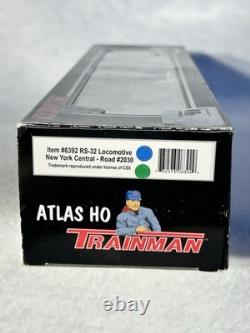 Item #8392 RS-32 Locomotive
New York Central - Road #2030
Trademark reproduced under license of CSX
ATLAS HO
TRAINMAN
ebay